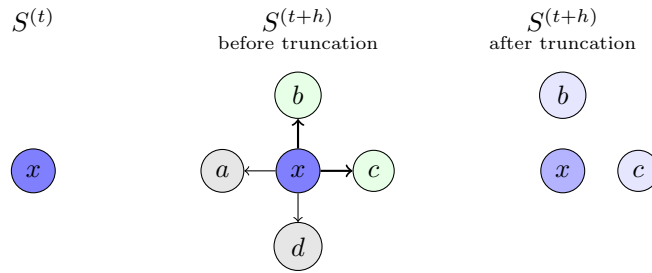 S^{(t)}
S^{(t+h)}
before truncation
S^{(t+h)}
after truncation
b
b
x
a
x
c
x
c
d